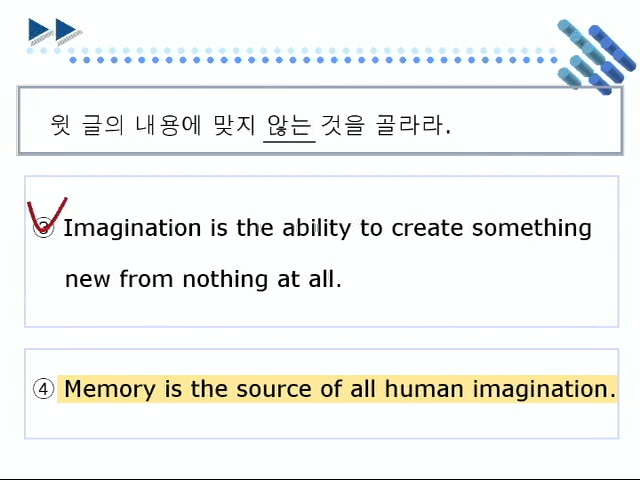 윗 글의 내용에 맞지 않는 것을 골라라.
③ Imagination is the ability to create something
new from nothing at all.
④ Memory is the source of all human imagination.